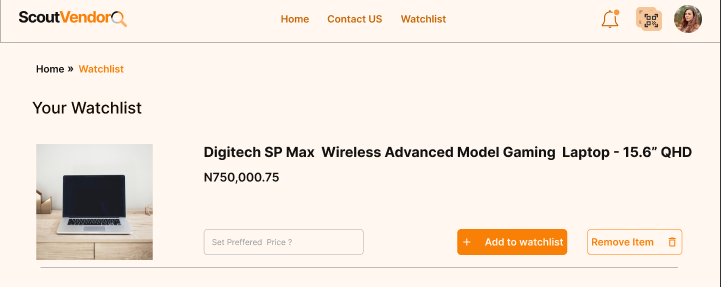 ScoutVendor
Home Contact US Watchlist
Home » Watchlist
Your Watchlist
Digitech SP Max Wireless Advanced Model Gaming Laptop - 15.6” QHD
N750,000.75
Set Preffered Price ?
+ Add to watchlist
Remove Item